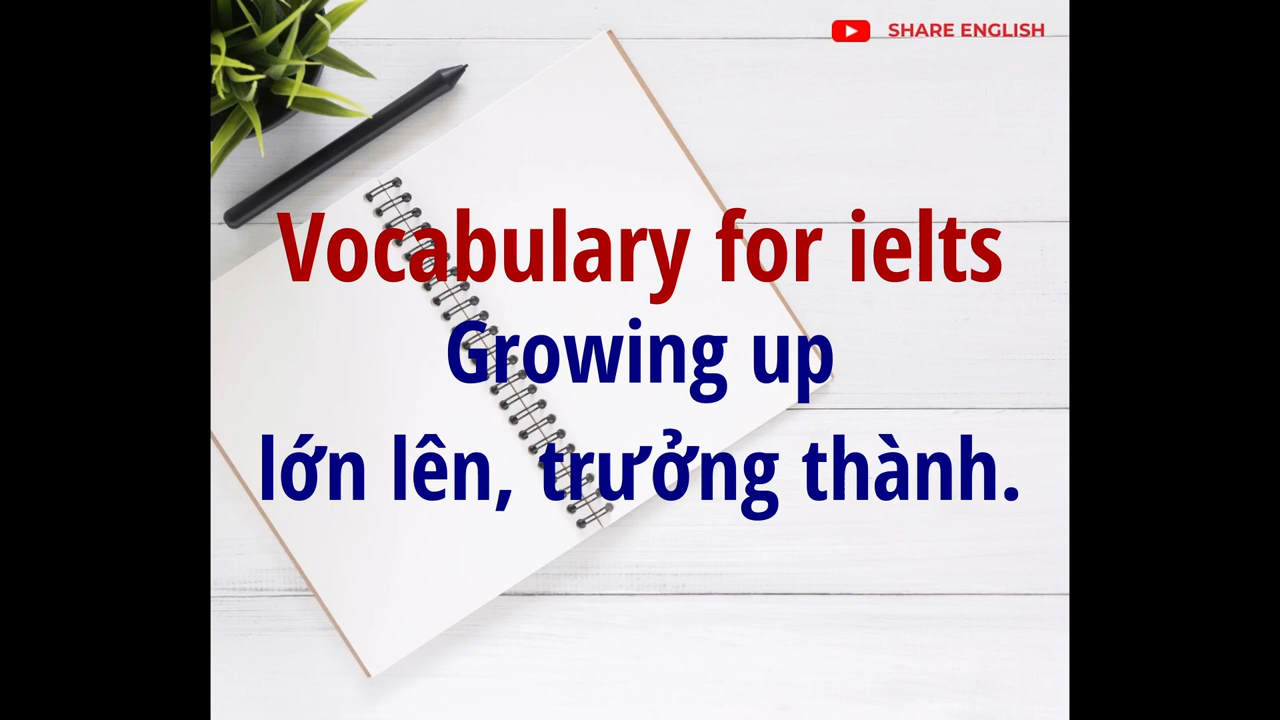 SHARE ENGLISH
Vocabulary for ielts
Growing up
lớn lên, trưởng thành.